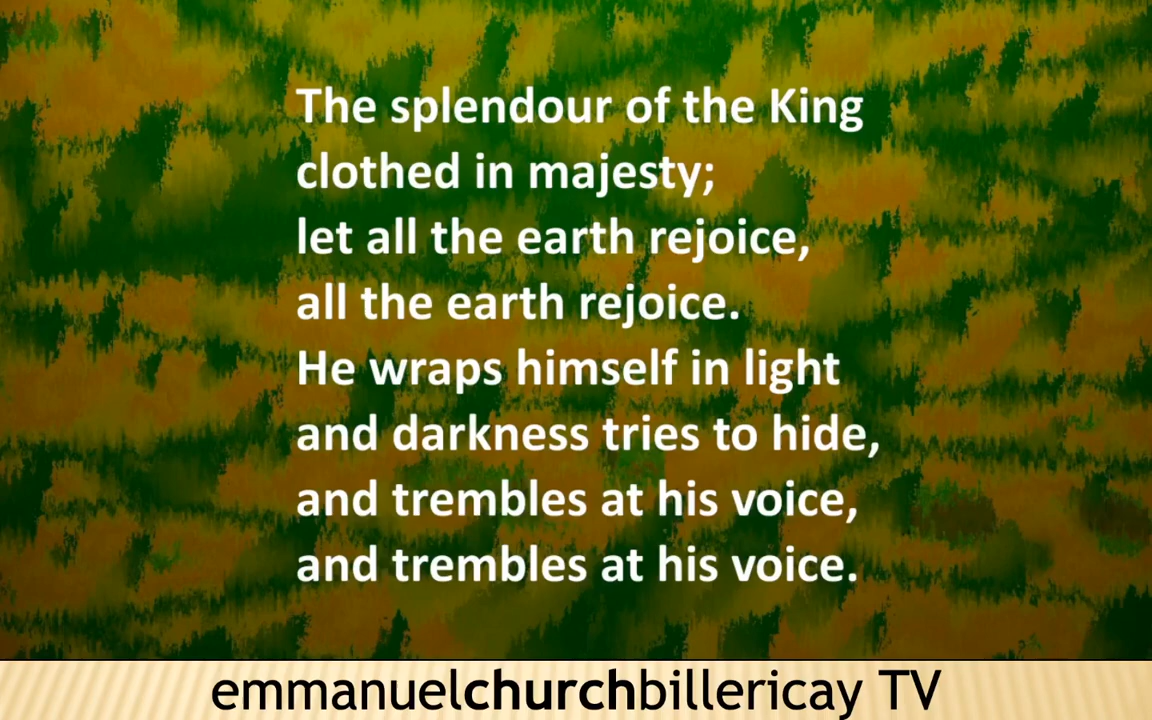 The splendour of the King
clothed in majesty;
let all the earth rejoice,
all the earth rejoice.
He wraps himself in light
and darkness tries to hide,
and trembles at his voice,
and trembles at his voice.
emmanuelchurchbillericay TV